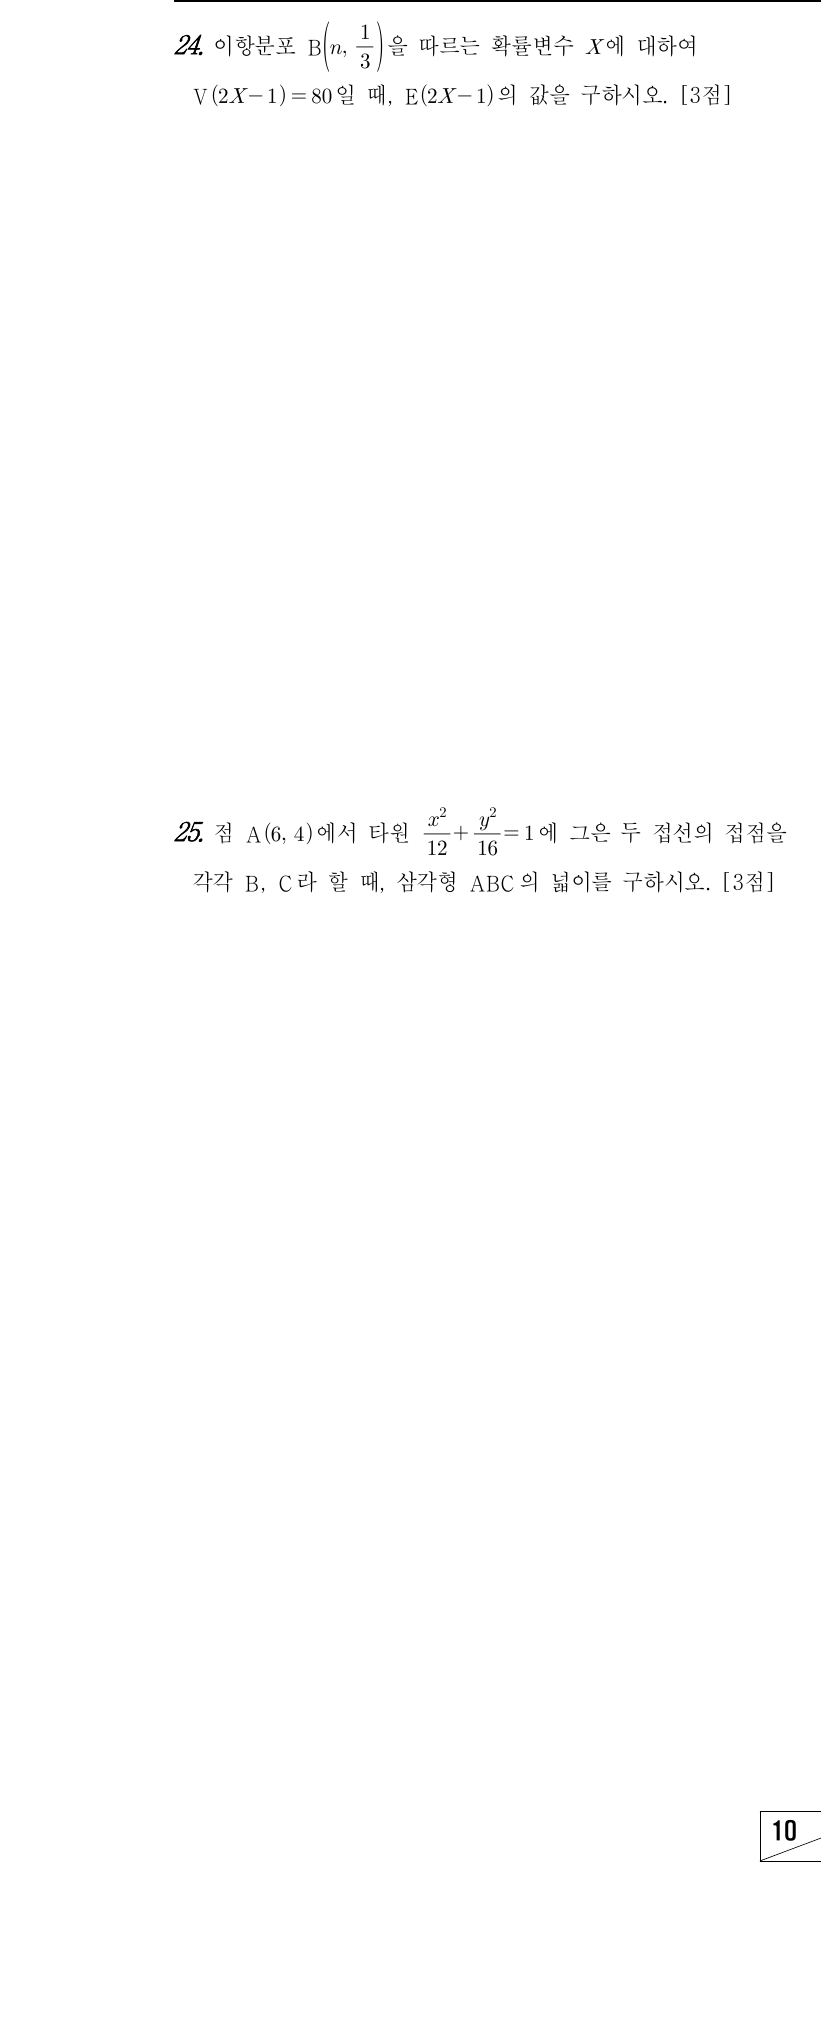 24. 이항분포 B(n, 1/3)을 따르는 확률변수 X에 대하여
V(2X−1)=80일 때, E(2X−1)의 값을 구하시오. [3점]
25. 점 A(6, 4)에서 타원 x²/12+y²/16=1에 그은 두 접선의 접점을
각각 B, C라 할 때, 삼각형 ABC의 넓이를 구하시오. [3점]
10